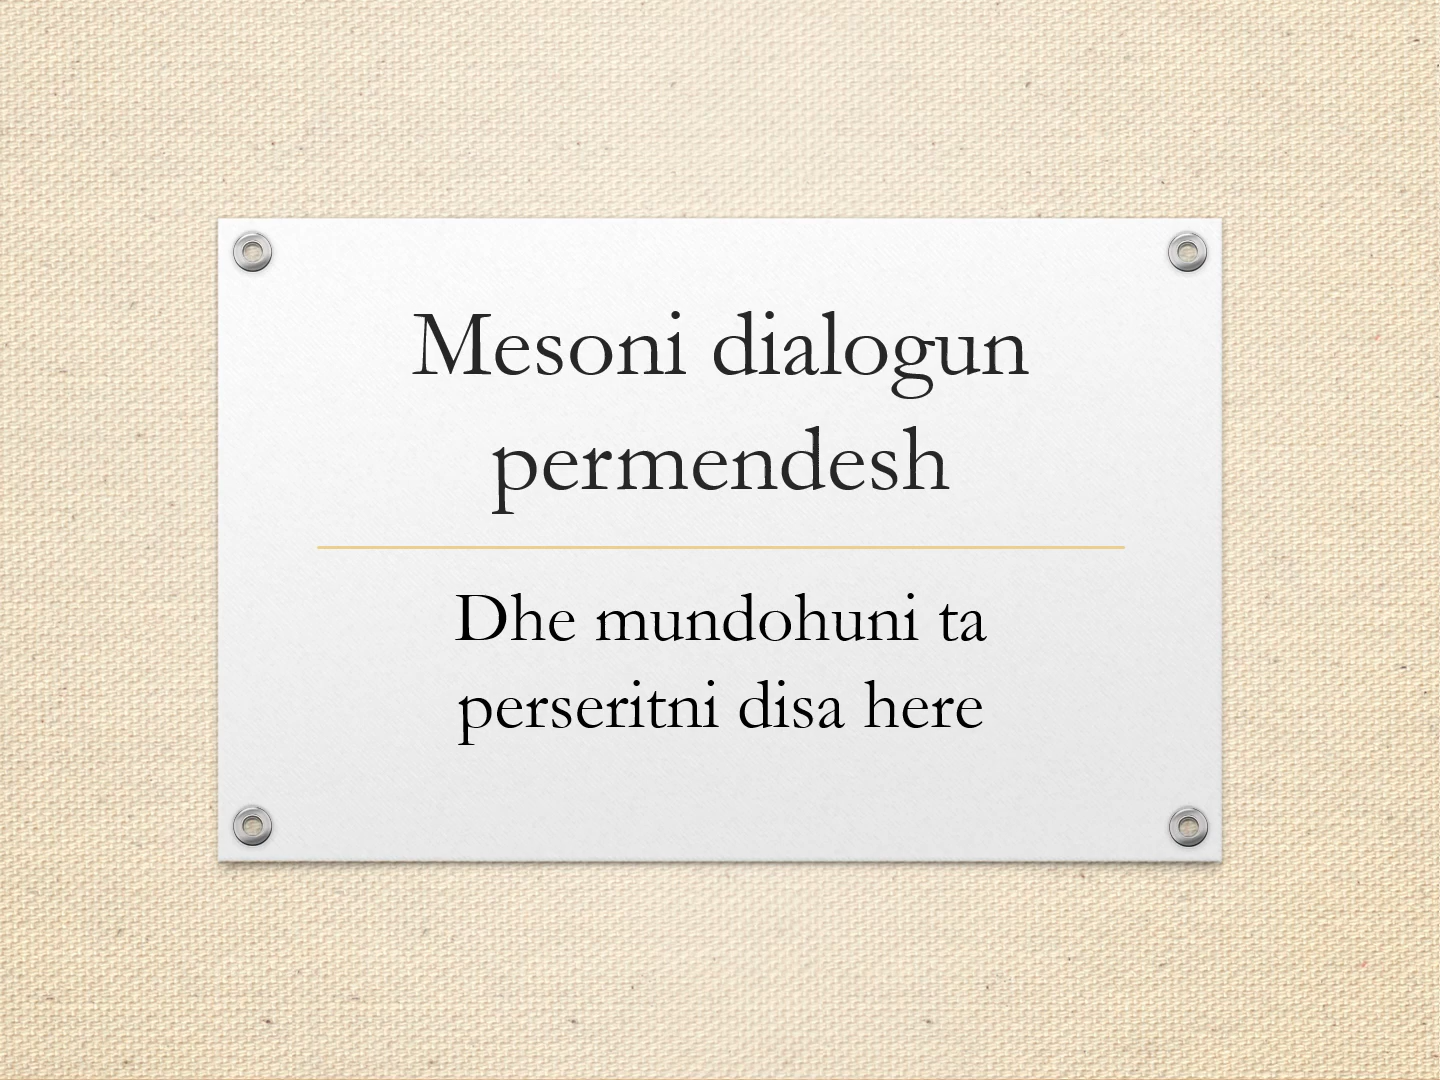 Mesoni dialogun
permendesh
Dhe mundohuni ta
perseritni disa here